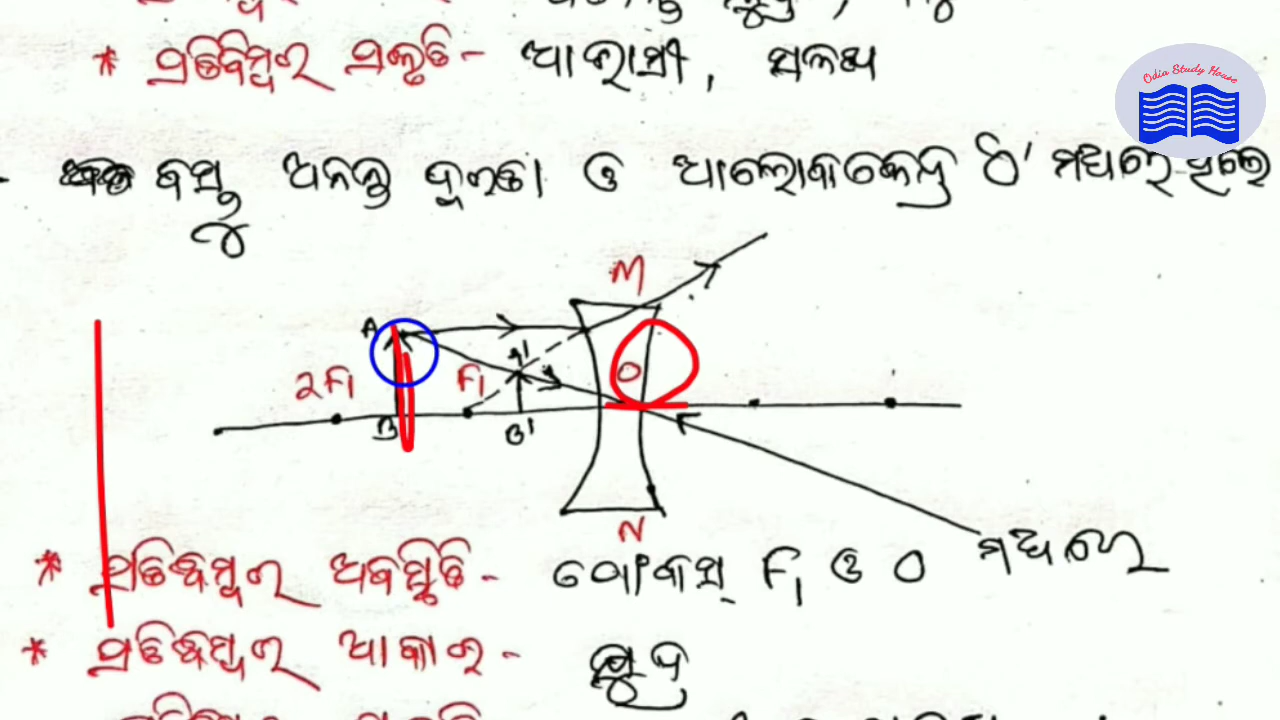 * ପ୍ରତିବିମ୍ବର ପ୍ରକୃତି- ଆଭାସୀ, ସଳଖ
Odia Study House
ବସ୍ତୁ ଅନନ୍ତ ଦୂରତା ଓ ଆଲୋକକେନ୍ଦ୍ର ଠି' ମଧ୍ୟରେ ଥିଲେ
M
A A'
2F₁ F₁ O
B B'
N
* ପ୍ରତିବିମ୍ବର ଅବସ୍ଥିତି- ଫୋକସ୍ F₁ ଓ O ମଧ୍ୟରେ
* ପ୍ରତିବିମ୍ବର ଆକାର- କ୍ଷୁଦ୍ର